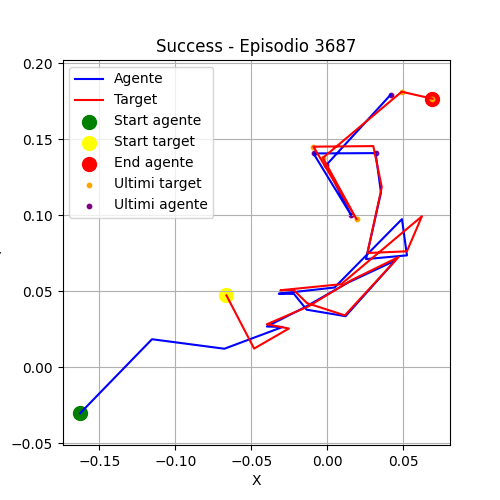 Success - Episodio 3687
0.20
0.15
0.10
0.05
0.00
−0.05
Agente
Target
Start agente
Start target
End agente
Ultimi target
Ultimi agente
−0.15 −0.10 −0.05 0.00 0.05
X